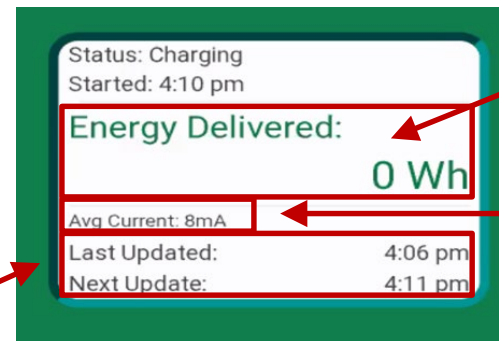 Status: Charging
Started: 4:10 pm
Energy Delivered:
0 Wh
Avg Current: 8mA
Last Updated: 4:06 pm
Next Update: 4:11 pm